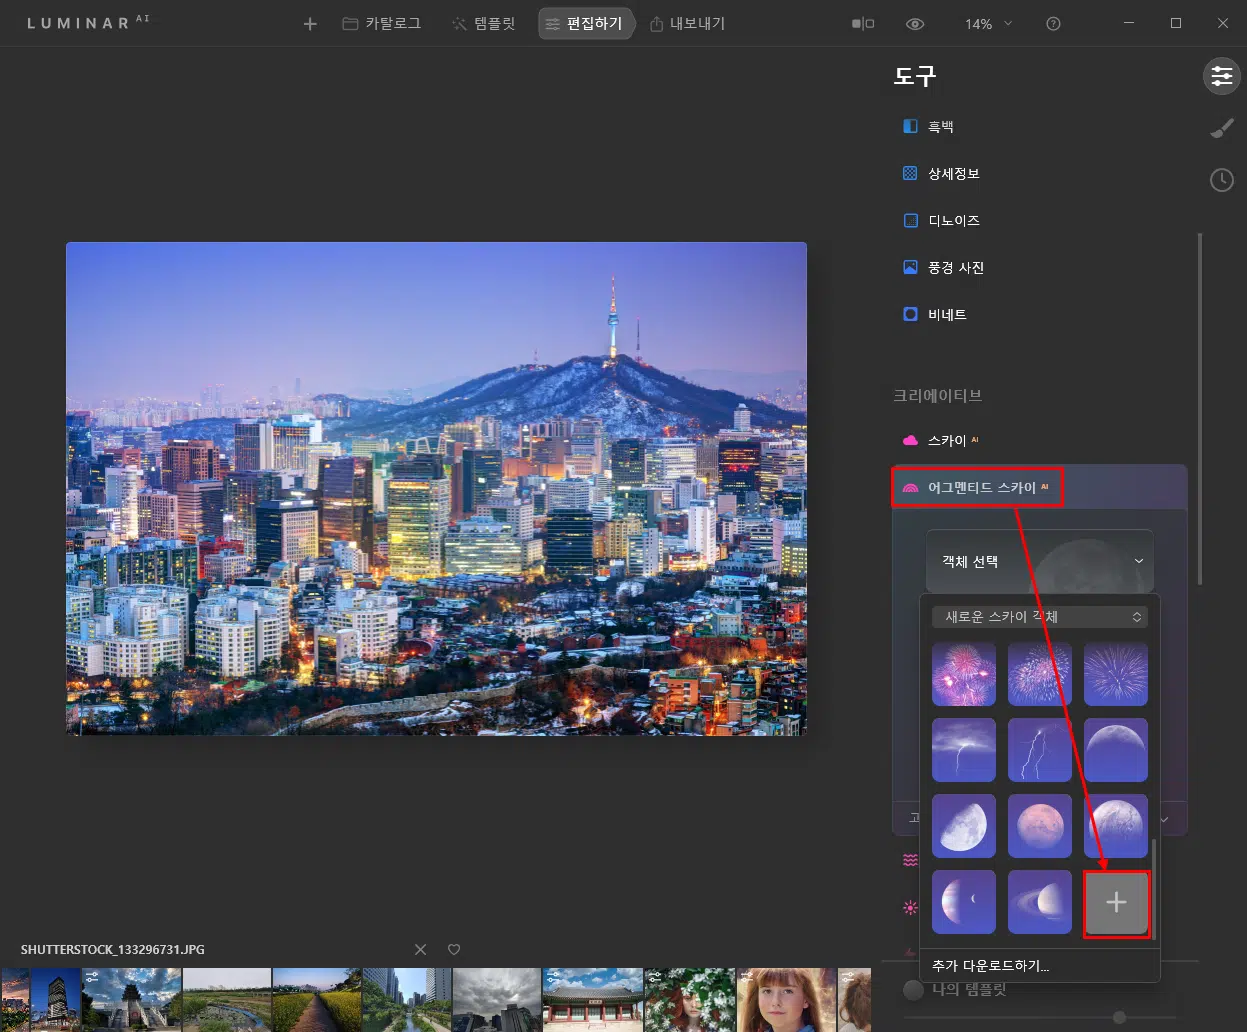 LUMINAR AI
카탈로그
템플릿
편집하기
내보내기
14%
도구
흑백
상세정보
디노이즈
풍경 사진
비네트
크리에이티브
스카이 AI
어그멘티드 스카이 AI
객체 선택
새로운 스카이 객체
고
추가 다운로드하기...
나의 템플릿
SHUTTERSTOCK_133296731.JPG